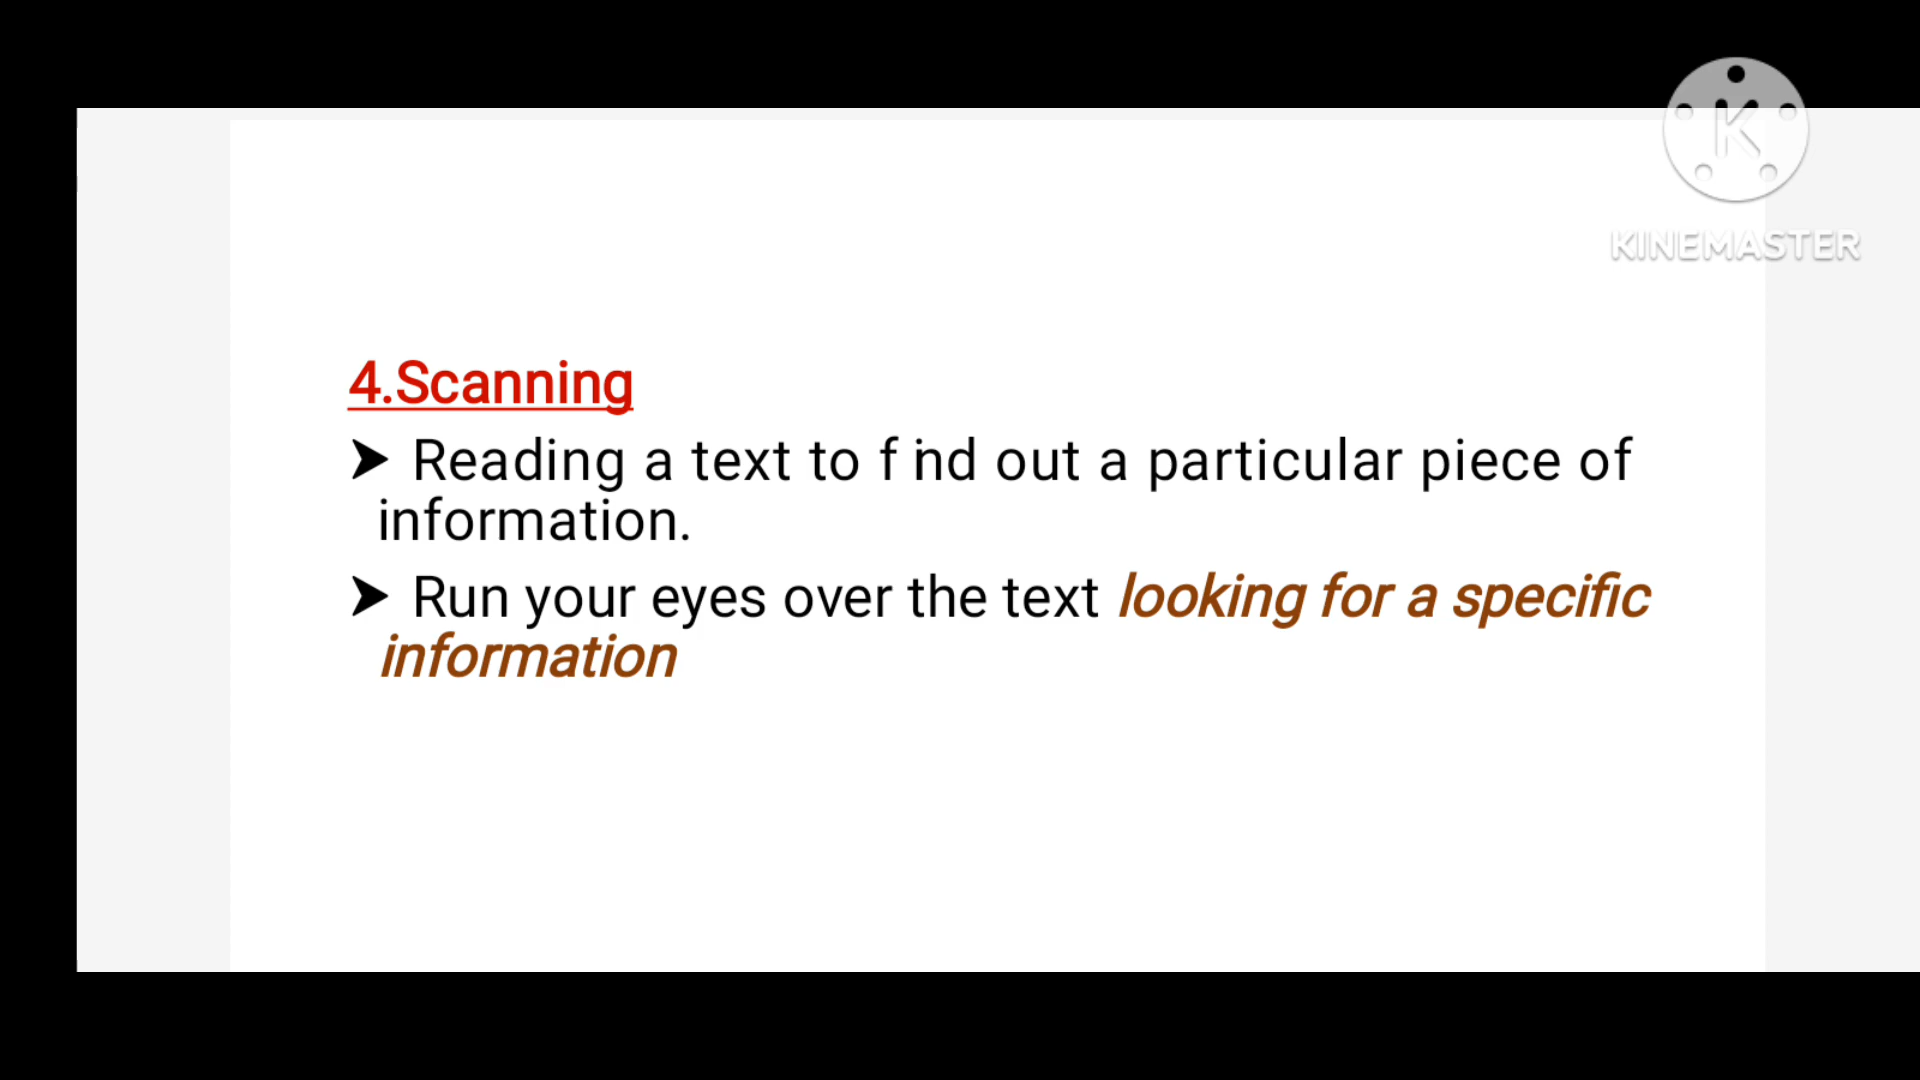 K
KINEMASTER
4.Scanning
➤ Reading a text to find out a particular piece of
information.
➤ Run your eyes over the text looking for a specific
information